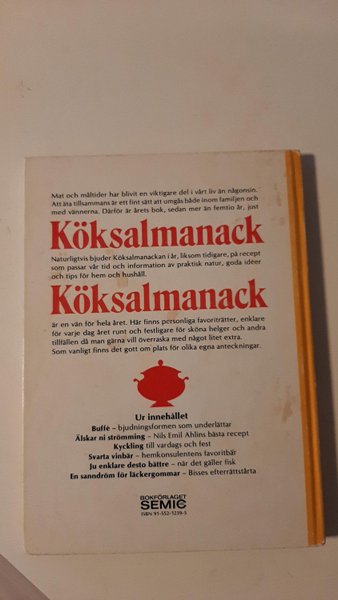 Mat och måltider har blivit en viktigare del i vårt liv än någonsin.
Att äta tillsammans är ett fint sätt att umgås både inom familjen och
med vännerna. Därför är årets bok, sedan mer än femtio år, just
Köksalmanack
Naturligtvis bjuder Köksalmanackan i år, liksom tidigare, på recept
som passar vår tid och information av praktisk natur, goda idéer
och tips för hem och hushåll.
Köksalmanack
är en vän för hela året. Här finns personliga favoriträtter, enklare
för varje dag året runt och festligare för sköna helger och andra
tillfällen då man gärna vill överraska med något litet extra.
Som vanligt finns det gott om plats för olika egna anteckningar.
Ur innehållet
Buffé – bjudningsformen som underlättar
Älskar ni strömming – Nils Emil Ahlins bästa recept
Kyckling till vardags och fest
Svarta vinbär – hemkonsulentens favoritbär
Ju enklare desto bättre – när det gäller fisk
En sanndröm för läckergommar – Bisses efterrättstårta
BOKFÖRLAGET
SEMIC
ISBN 91-552-1239-5